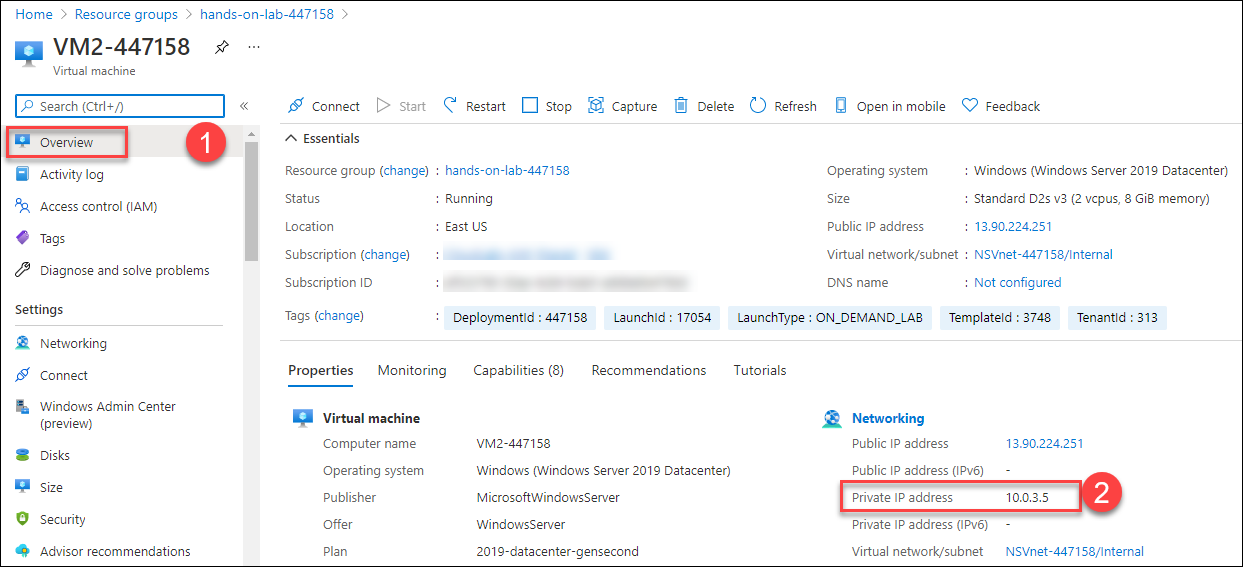 Home > Resource groups > hands-on-lab-447158 >
VM2-447158 ...
Virtual machine
Search (Ctrl+/) «
Connect Start Restart Stop Capture Delete Refresh Open in mobile Feedback
Overview 1
Activity log
Access control (IAM)
Tags
Diagnose and solve problems
Settings
Networking
Connect
Windows Admin Center
(preview)
Disks
Size
Security
Advisor recommendations
Essentials
Resource group (change) : hands-on-lab-447158
Status : Running
Location : East US
Subscription (change) :
Subscription ID :
Operating system : Windows (Windows Server 2019 Datacenter)
Size : Standard D2s v3 (2 vcpus, 8 GiB memory)
Public IP address : 13.90.224.251
Virtual network/subnet : NSVnet-447158/Internal
DNS name : Not configured
Tags (change) : DeploymentId : 447158 LaunchId : 17054 LaunchType : ON_DEMAND_LAB TemplateId : 3748 TenantId : 313
Properties Monitoring Capabilities (8) Recommendations Tutorials
Virtual machine
Computer name VM2-447158
Operating system Windows (Windows Server 2019 Datacenter)
Publisher MicrosoftWindowsServer
Offer WindowsServer
Plan 2019-datacenter-gensecond
Networking
Public IP address 13.90.224.251
Public IP address (IPv6) -
Private IP address 10.0.3.5 2
Private IP address (IPv6) -
Virtual network/subnet NSVnet-447158/Internal